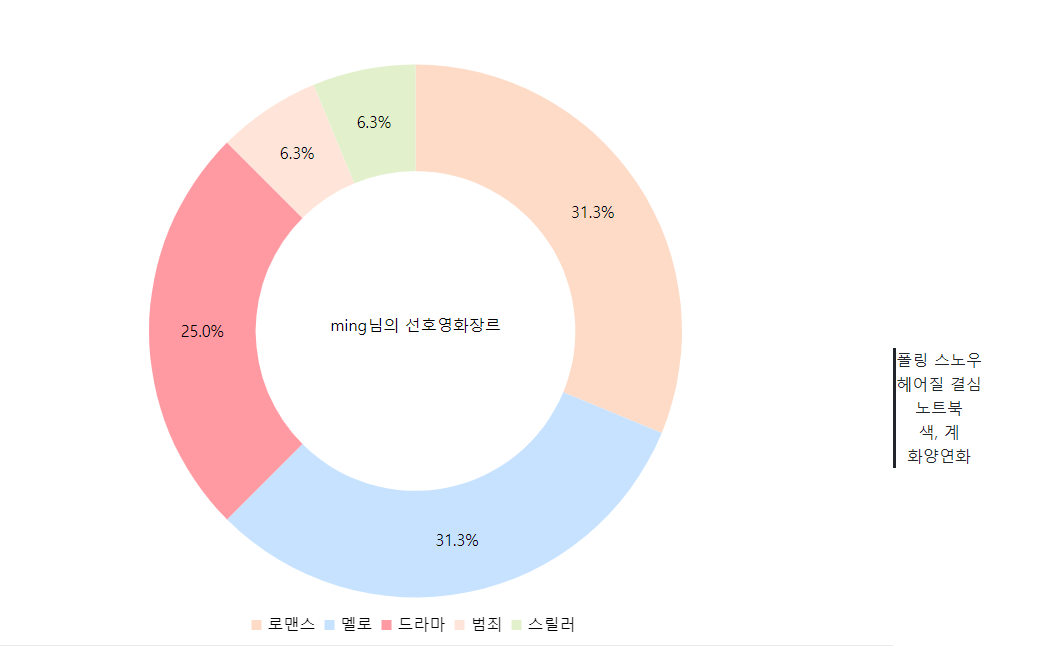 6.3%
6.3%
31.3%
25.0%
ming님의 선호영화장르
31.3%
로맨스 멜로 드라마 범죄 스릴러
폴링 스노우
헤어질 결심
노트북
색, 계
화양연화